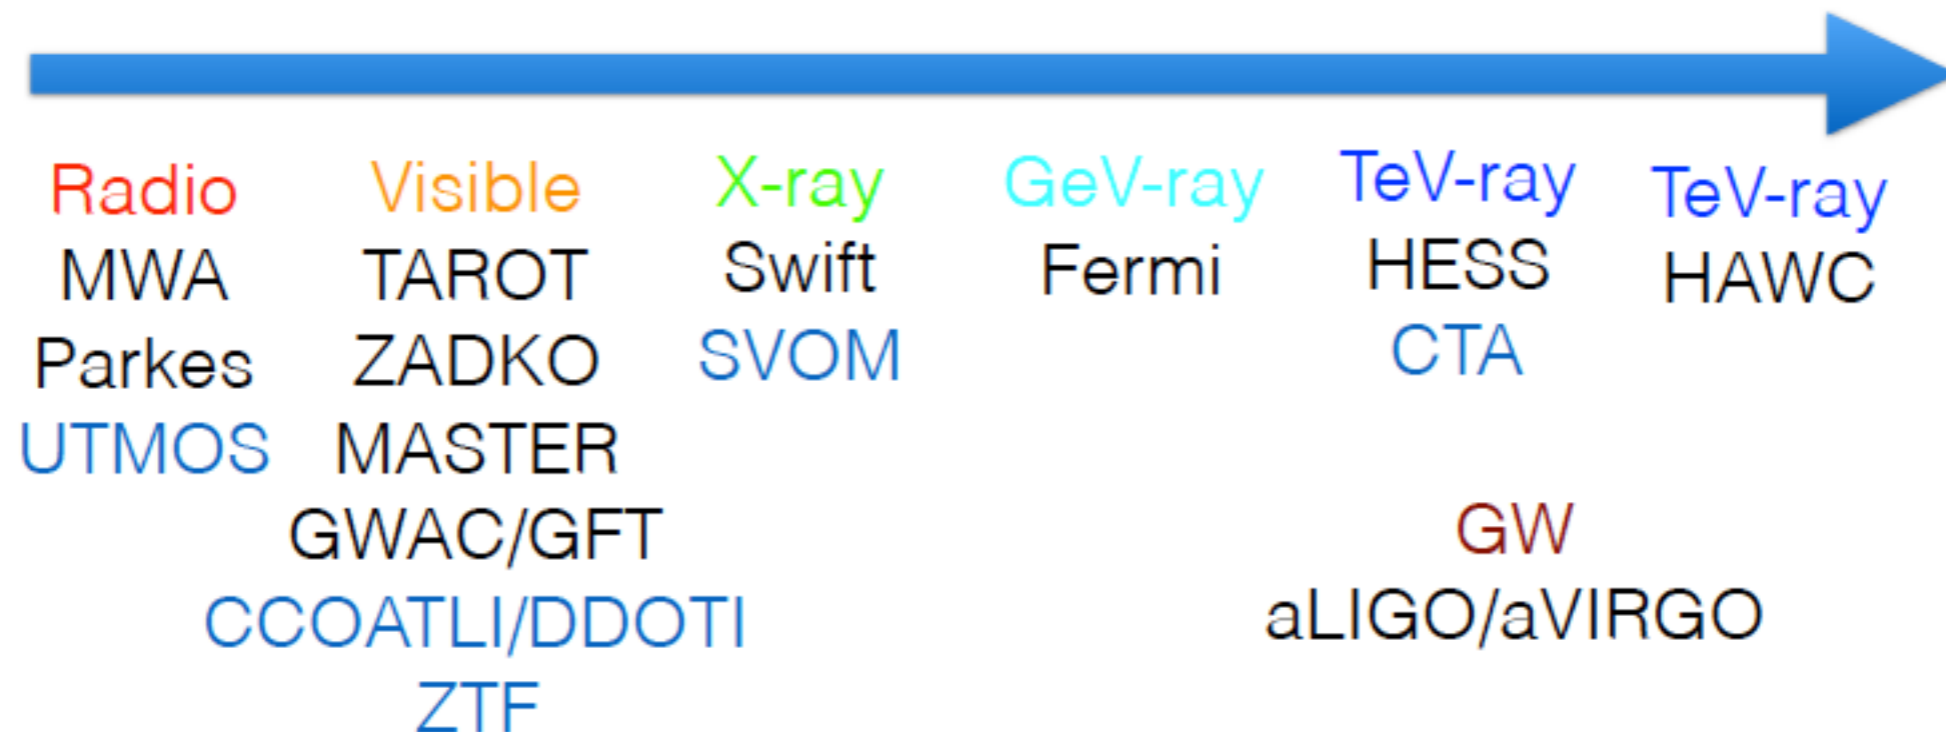 Radio
MWA
Parkes
UTMOS
Visible
TAROT
ZADKO
MASTER
GWAC/GFT
CCOATLI/DDOTI
ZTF
X-ray
Swift
SVOM
GeV-ray
Fermi
TeV-ray
HESS
CTA
TeV-ray
HAWC
GW
aLIGO/aVIRGO